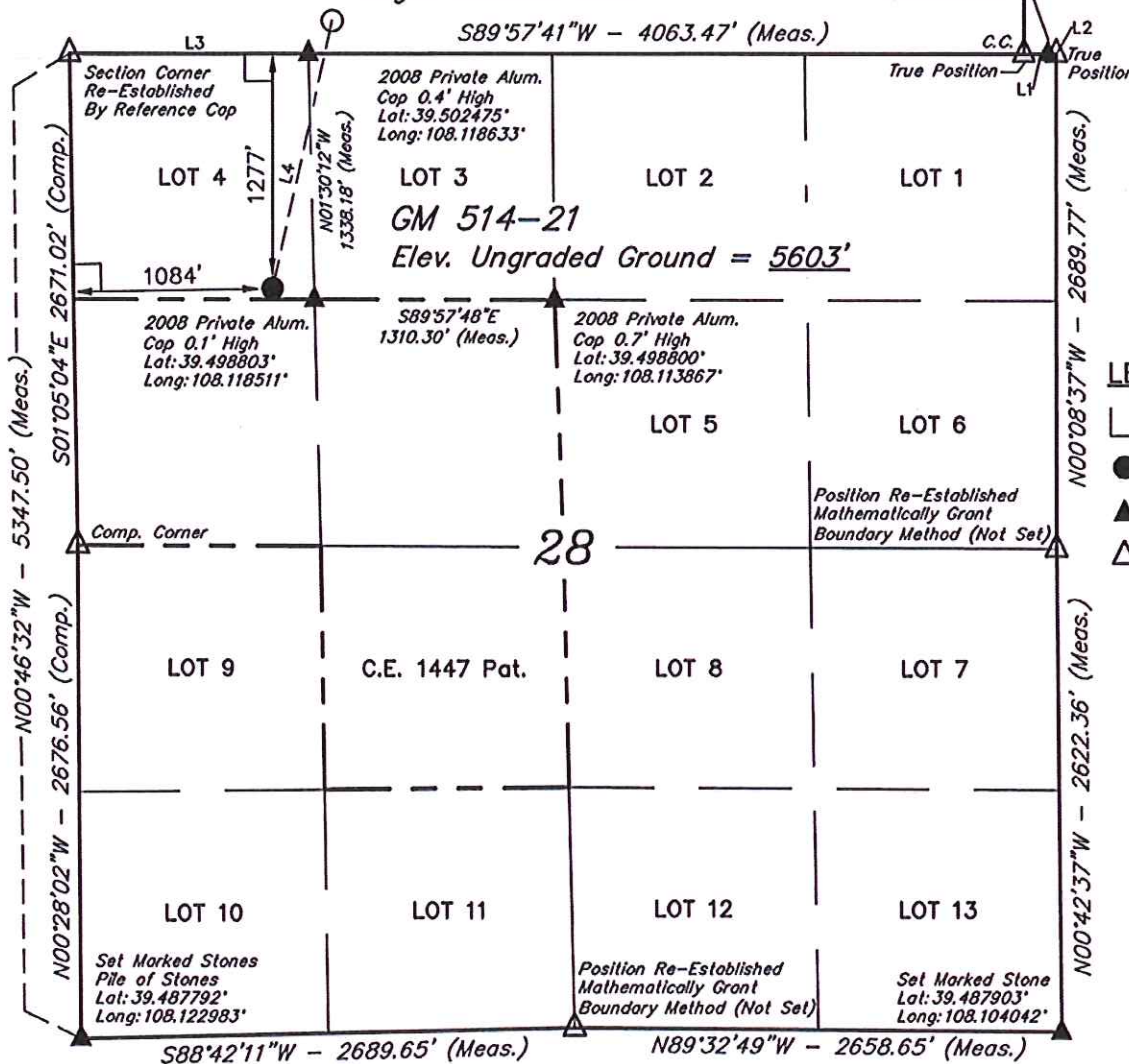 S89°57'41"W - 4063.47' (Meas.)
L3
C.C.
L2
True
Position
True Position
L1
Section Corner
Re-Established
By Reference Cap
2008 Private Alum.
Cap 0.4' High
Lat: 39.502475°
Long: 108.118633°
1277'
L4
N01°30'12"W
1338.18' (Meas.)
LOT 4
LOT 3
LOT 2
LOT 1
GM 514-21
Elev. Ungraded Ground = 5603'
1084'
S89°57'48"E
1310.30' (Meas.)
2008 Private Alum.
Cap 0.1' High
Lat: 39.498803°
Long: 108.118511°
2008 Private Alum.
Cap 0.7' High
Lat: 39.498800°
Long: 108.113867°
S01°05'04"E 2671.02' (Comp.)
N00°08'37"W - 2689.77' (Meas.)
N00°46'32"W - 5347.50' (Meas.)
LOT 5
LOT 6
Position Re-Established
Mathematically Grant
Boundary Method (Not Set)
Comp. Corner
28
LOT 9
C.E. 1447 Pat.
LOT 8
LOT 7
N00°28'02"W - 2676.56' (Comp.)
N00°42'37"W - 2622.36' (Meas.)
LOT 10
LOT 11
LOT 12
LOT 13
Set Marked Stones
Pile of Stones
Lat: 39.487792°
Long: 108.122983°
Position Re-Established
Mathematically Grant
Boundary Method (Not Set)
Set Marked Stone
Lat: 39.487903°
Long: 108.104042°
S88°42'11"W - 2689.65' (Meas.)
N89°32'49"W - 2658.65' (Meas.)